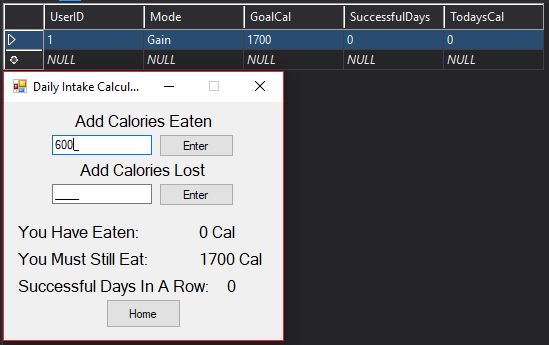 UserID Mode GoalCal SuccessfulDays TodaysCal
1 Gain 1700 0 0
NULL NULL NULL NULL NULL
Daily Intake Calcul...
Add Calories Eaten
600_ Enter
Add Calories Lost
____ Enter
You Have Eaten: 0 Cal
You Must Still Eat: 1700 Cal
Successful Days In A Row: 0
Home